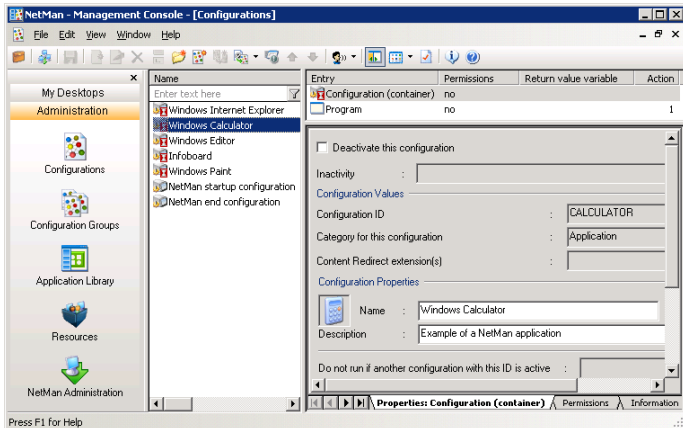 NetMan - Management Console - [Configurations]
File Edit View Window Help
My Desktops
Administration
Configurations
Configuration Groups
Application Library
Resources
NetMan Administration
Name
Enter text here
Windows Internet Explorer
Windows Calculator
Windows Editor
Infoboard
Windows Paint
NetMan startup configuration
NetMan end configuration
Entry Permissions Return value variable Action
Configuration (container) no
Program no 1
Deactivate this configuration
Inactivity :
Configuration Values
Configuration ID : CALCULATOR
Category for this configuration : Application
Content Redirect extension(s) :
Configuration Properties
Name : Windows Calculator
Description : Example of a NetMan application
Do not run if another configuration with this ID is active :
Properties: Configuration (container) Permissions Information
Press F1 for Help